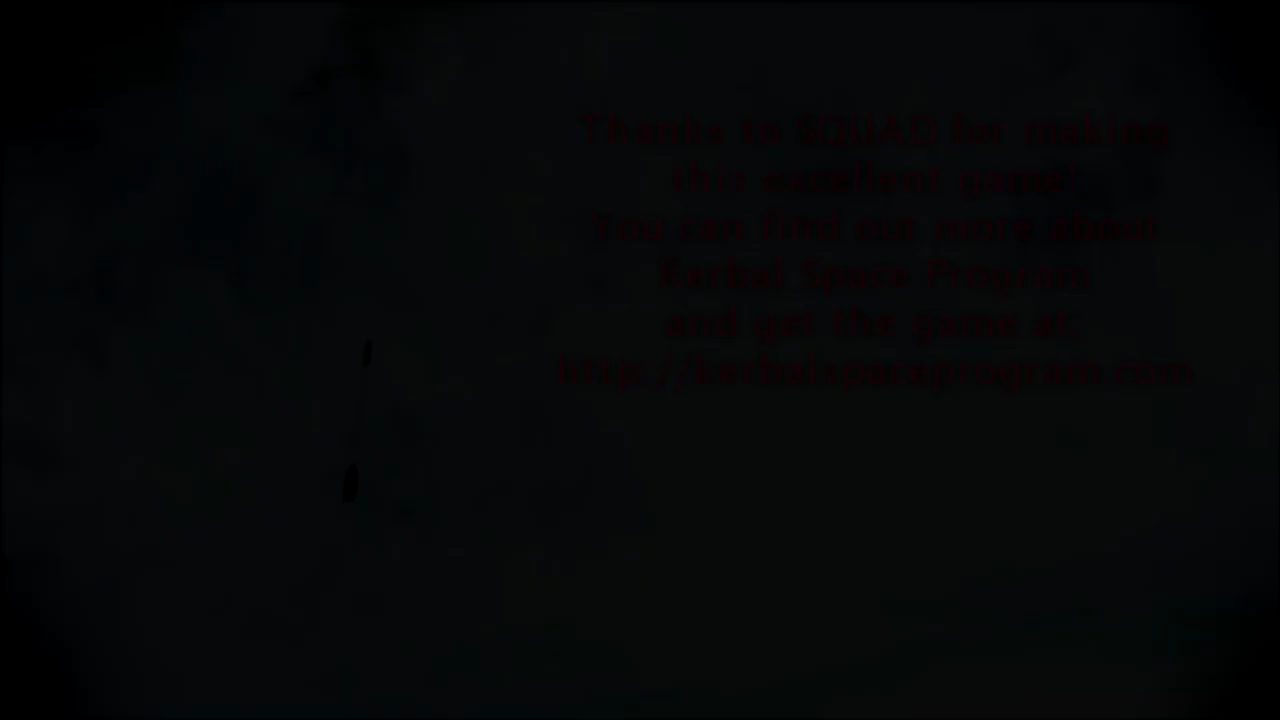 Thanks to SQUAD for making
this excellent game!
You can find out more about
Kerbal Space Program
and get the game at
http://kerbalspaceprogram.com